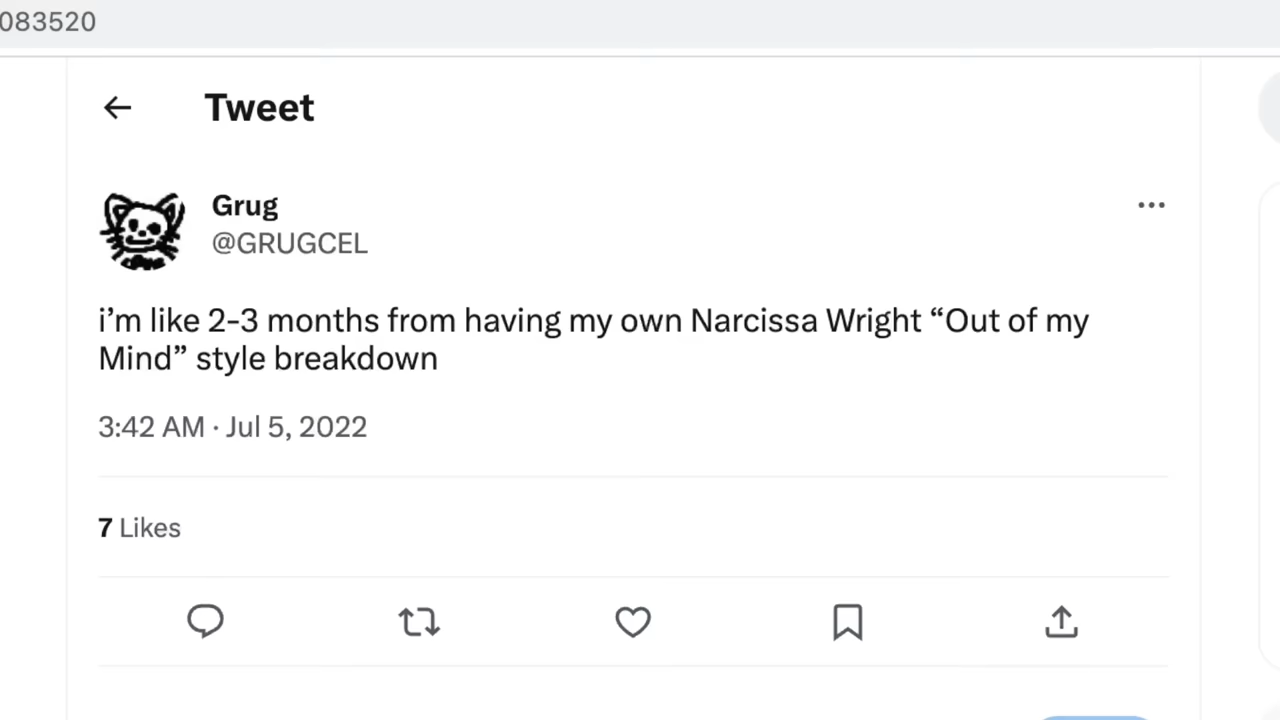 083520
Tweet
Grug
@GRUGCEL
i’m like 2-3 months from having my own Narcissa Wright “Out of my
Mind” style breakdown
3:42 AM · Jul 5, 2022
7 Likes